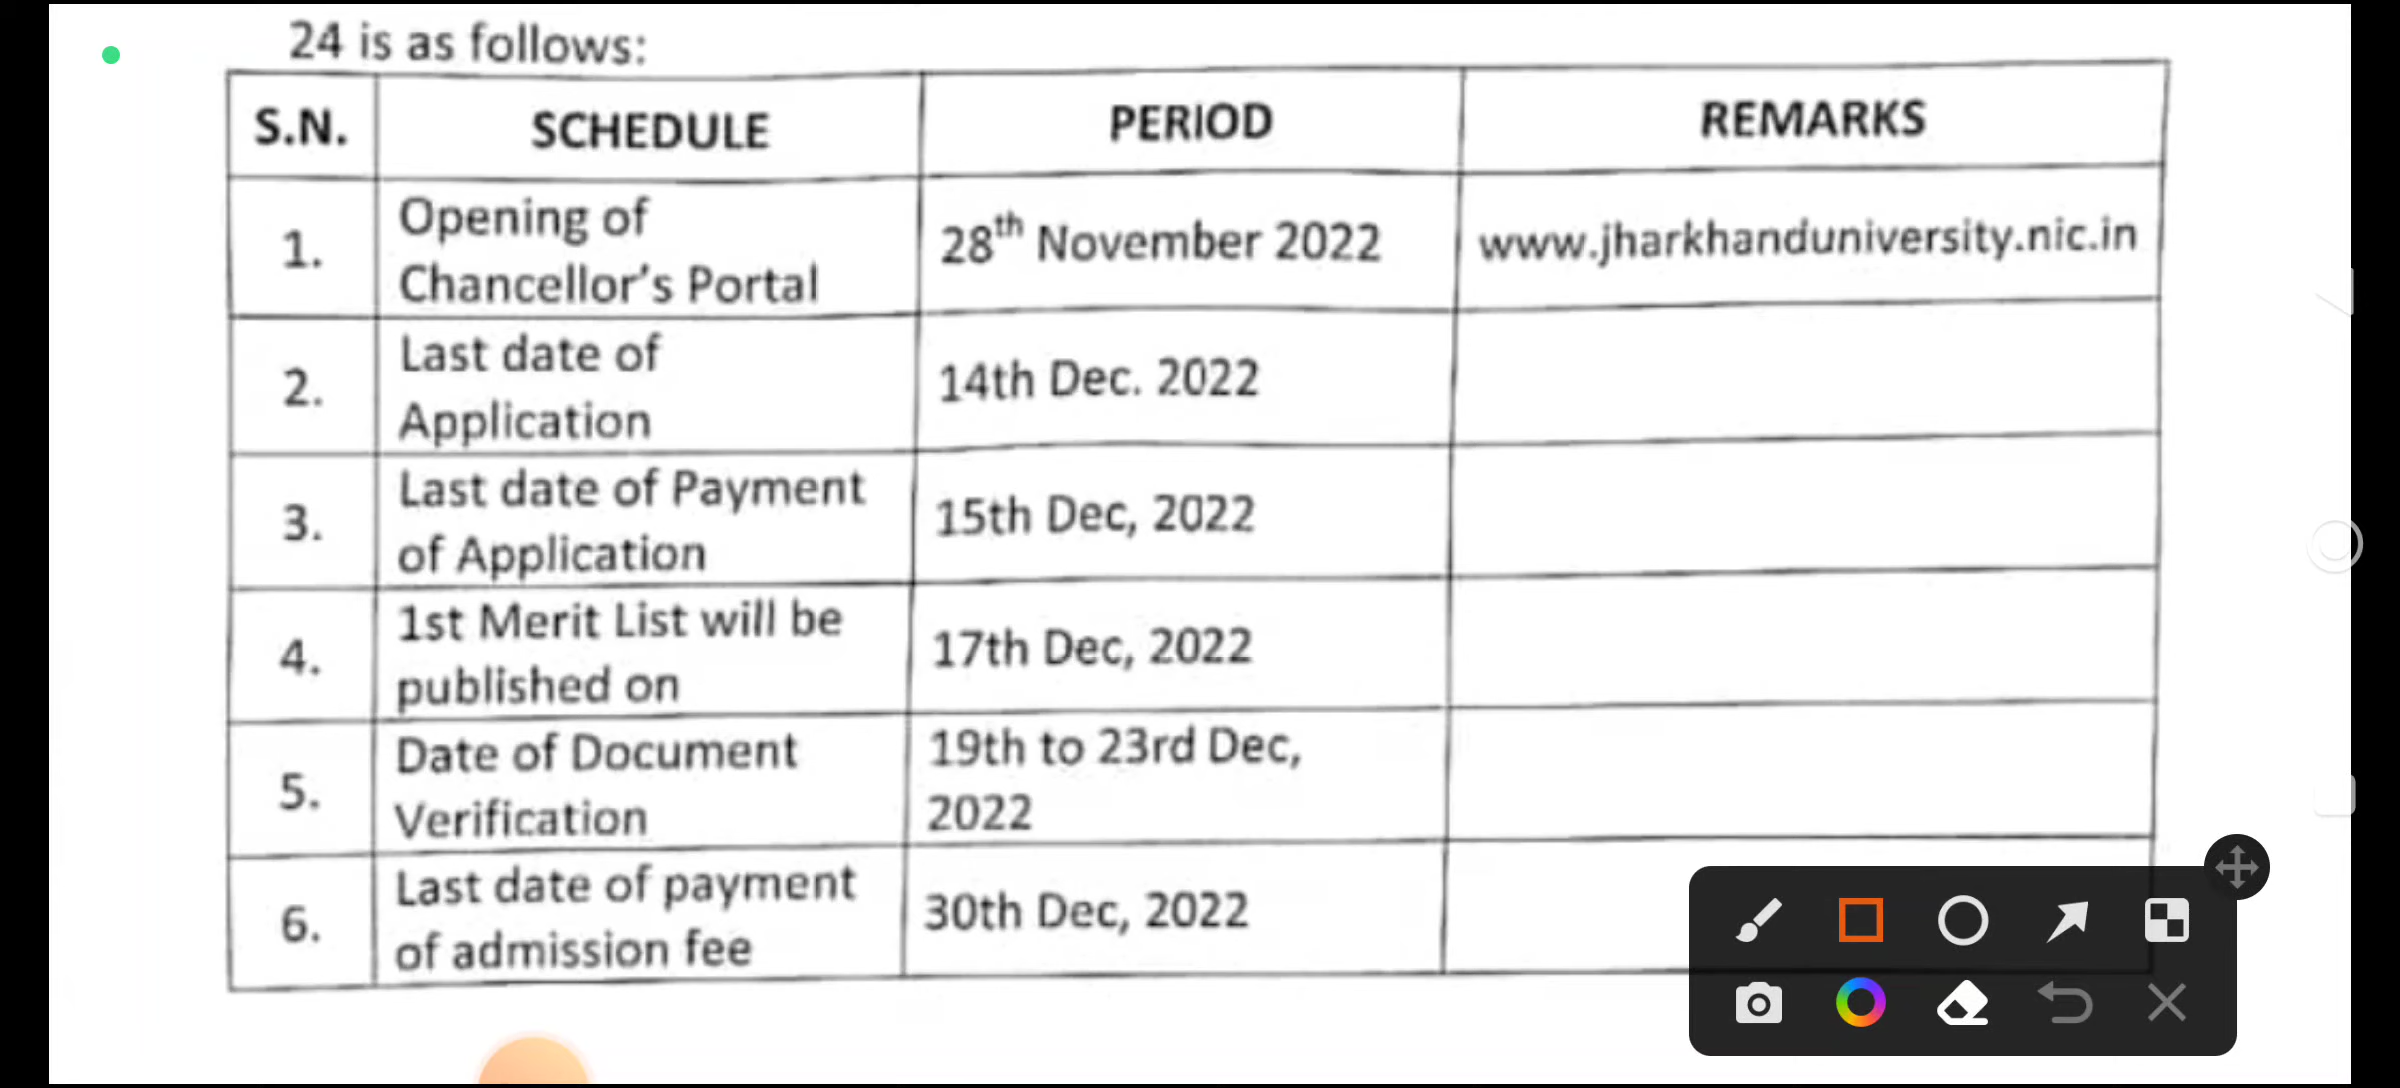 24 is as follows:
S.N. SCHEDULE PERIOD REMARKS
1. Opening of Chancellor's Portal 28th November 2022 www.jharkhanduniversity.nic.in
2. Last date of Application 14th Dec. 2022
3. Last date of Payment of Application 15th Dec, 2022
4. 1st Merit List will be published on 17th Dec, 2022
5. Date of Document Verification 19th to 23rd Dec, 2022
6. Last date of payment of admission fee 30th Dec, 2022